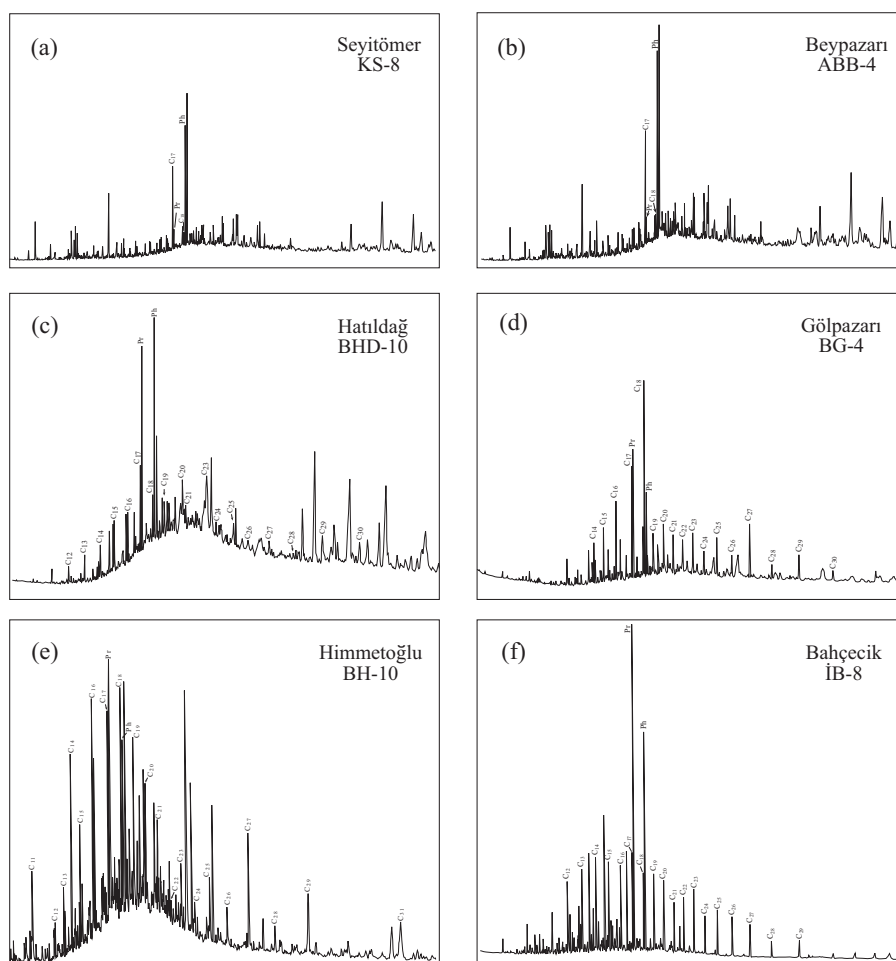 (a)
Seyitömer
KS-8
C17
Pr
C18
Ph
(b)
Beypazarı
ABB-4
C17
Pr
C18
Ph
(c)
Hatıldağ
BHD-10
C12
C13
C14
C15
C16
C17
Pr
C18
Ph
C19
C20
C21
C23
C24
C25
C26
C27
C28
C29
C30
(d)
Gölpazarı
BG-4
C14
C15
C16
C17
Pr
C18
Ph
C19
C20
C21
C22
C23
C24
C25
C26
C27
C28
C29
C30
(e)
Himmetoğlu
BH-10
C11
C12
C13
C14
C15
C16
C17
Pr
C18
Ph
C19
C20
C21
C22
C23
C24
C25
C26
C27
C28
C29
(f)
Bahçecik
İB-8
C12
C13
C14
C15
C16
C17
Pr
C18
Ph
C19
C20
C21
C22
C23
C24
C25
C26
C27
C28
C29